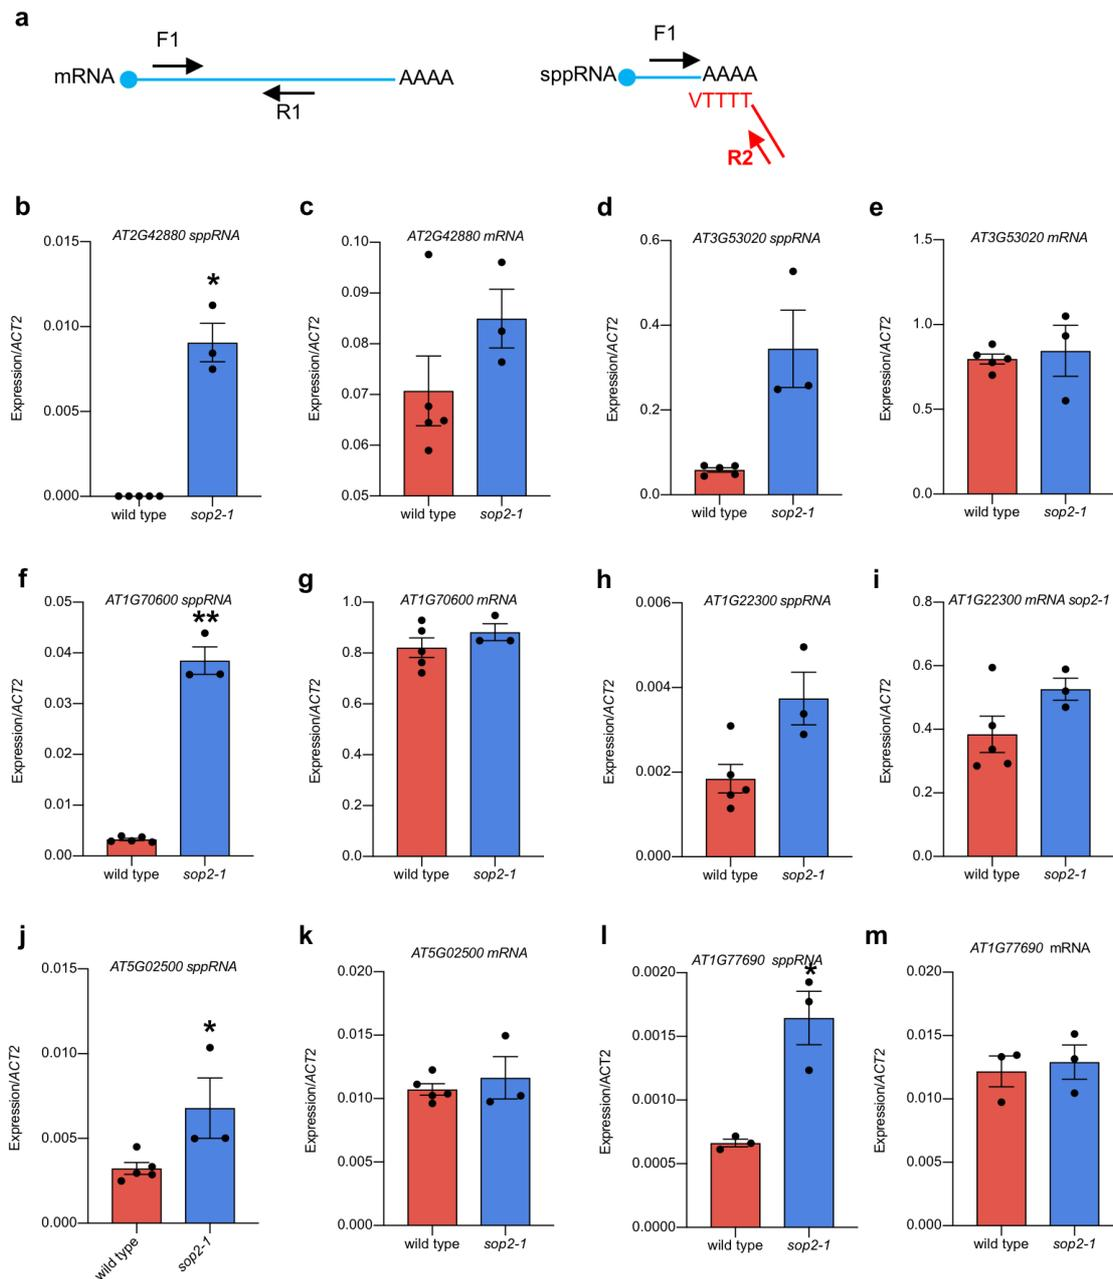 a
F1
mRNA
AAAA
R1
F1
sppRNA
AAAA
VTTTT
R2
b
AT2G42880 sppRNA
Expression/ACT2
0.015
0.010
0.005
0.000
*
wild type
sop2-1
c
AT2G42880 mRNA
Expression/ACT2
0.10
0.09
0.08
0.07
0.06
0.05
wild type
sop2-1
d
AT3G53020 sppRNA
Expression/ACT2
0.6
0.4
0.2
0.0
wild type
sop2-1
e
AT3G53020 mRNA
Expression/ACT2
1.5
1.0
0.5
0.0
wild type
sop2-1
f
AT1G70600 sppRNA
Expression/ACT2
0.05
0.04
0.03
0.02
0.01
0.00
**
wild type
sop2-1
g
AT1G70600 mRNA
Expression/ACT2
1.0
0.8
0.6
0.4
0.2
0.0
wild type
sop2-1
h
AT1G22300 sppRNA
Expression/ACT2
0.006
0.004
0.002
0.000
wild type
sop2-1
i
AT1G22300 mRNA sop2-1
Expression/ACT2
0.8
0.6
0.4
0.2
0.0
wild type
sop2-1
j
AT5G02500 sppRNA
Expression/ACT2
0.015
0.010
0.005
0.000
*
wild type
sop2-1
k
AT5G02500 mRNA
Expression/ACT2
0.020
0.015
0.010
0.005
0.000
wild type
sop2-1
l
AT1G77690 sppRNA
Expression/ACT2
0.0020
0.0015
0.0010
0.0005
0.0000
*
wild type
sop2-1
m
AT1G77690 mRNA
Expression/ACT2
0.020
0.015
0.010
0.005
0.000
wild type
sop2-1